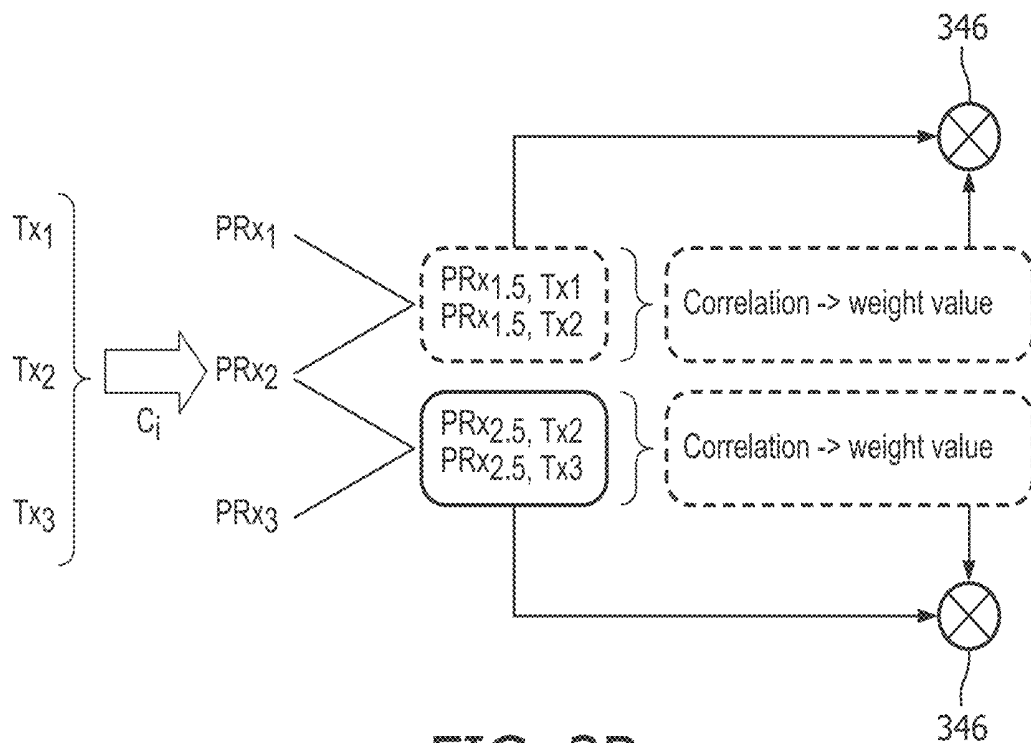 346
Tx1
PRx1
PRx1.5, Tx1
PRx1.5, Tx2
Correlation -> weight value
Tx2
Ci
PRx2
PRx2.5, Tx2
PRx2.5, Tx3
Correlation -> weight value
Tx3
PRx3
346